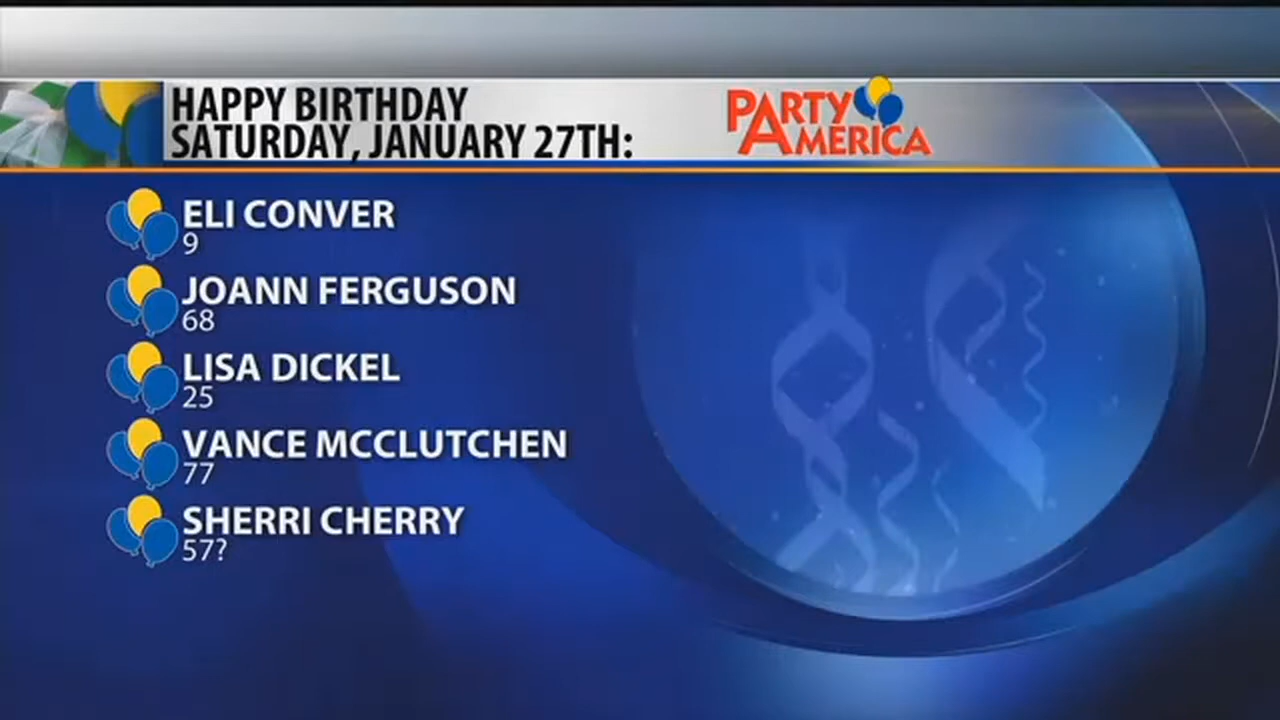 HAPPY BIRTHDAY
SATURDAY, JANUARY 27TH:
PARTY
AMERICA
ELI CONVER
9
JOANN FERGUSON
68
LISA DICKEL
25
VANCE MCCLUTCHEN
77
SHERRI CHERRY
57?